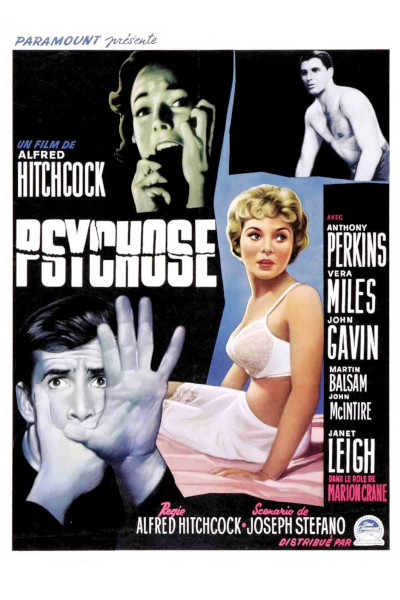 PARAMOUNT présente
UN FILM DE
ALFRED
HITCHCOCK
PSYCHOSE
AVEC
ANTHONY
PERKINS
VERA
MILES
JOHN
GAVIN
MARTIN
BALSAM
JOHN
McINTIRE
JANET
LEIGH
DANS LE ROLE DE
MARION CRANE
Regie Scenario de
ALFRED HITCHCOCK • JOSEPH STEFANO
DISTRIBUÉ PAR